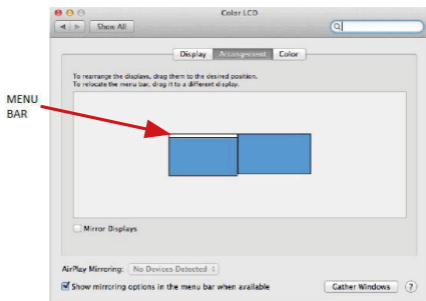 Color LCD
Show All
Display Arrangement Color
To rearrange the displays, drag them to the desired position.
To relocate the menu bar, drag it to a different display.
MENU
BAR
Mirror Displays
AirPlay Mirroring: No Devices Detected
Show mirroring options in the menu bar when available
Gather Windows ?